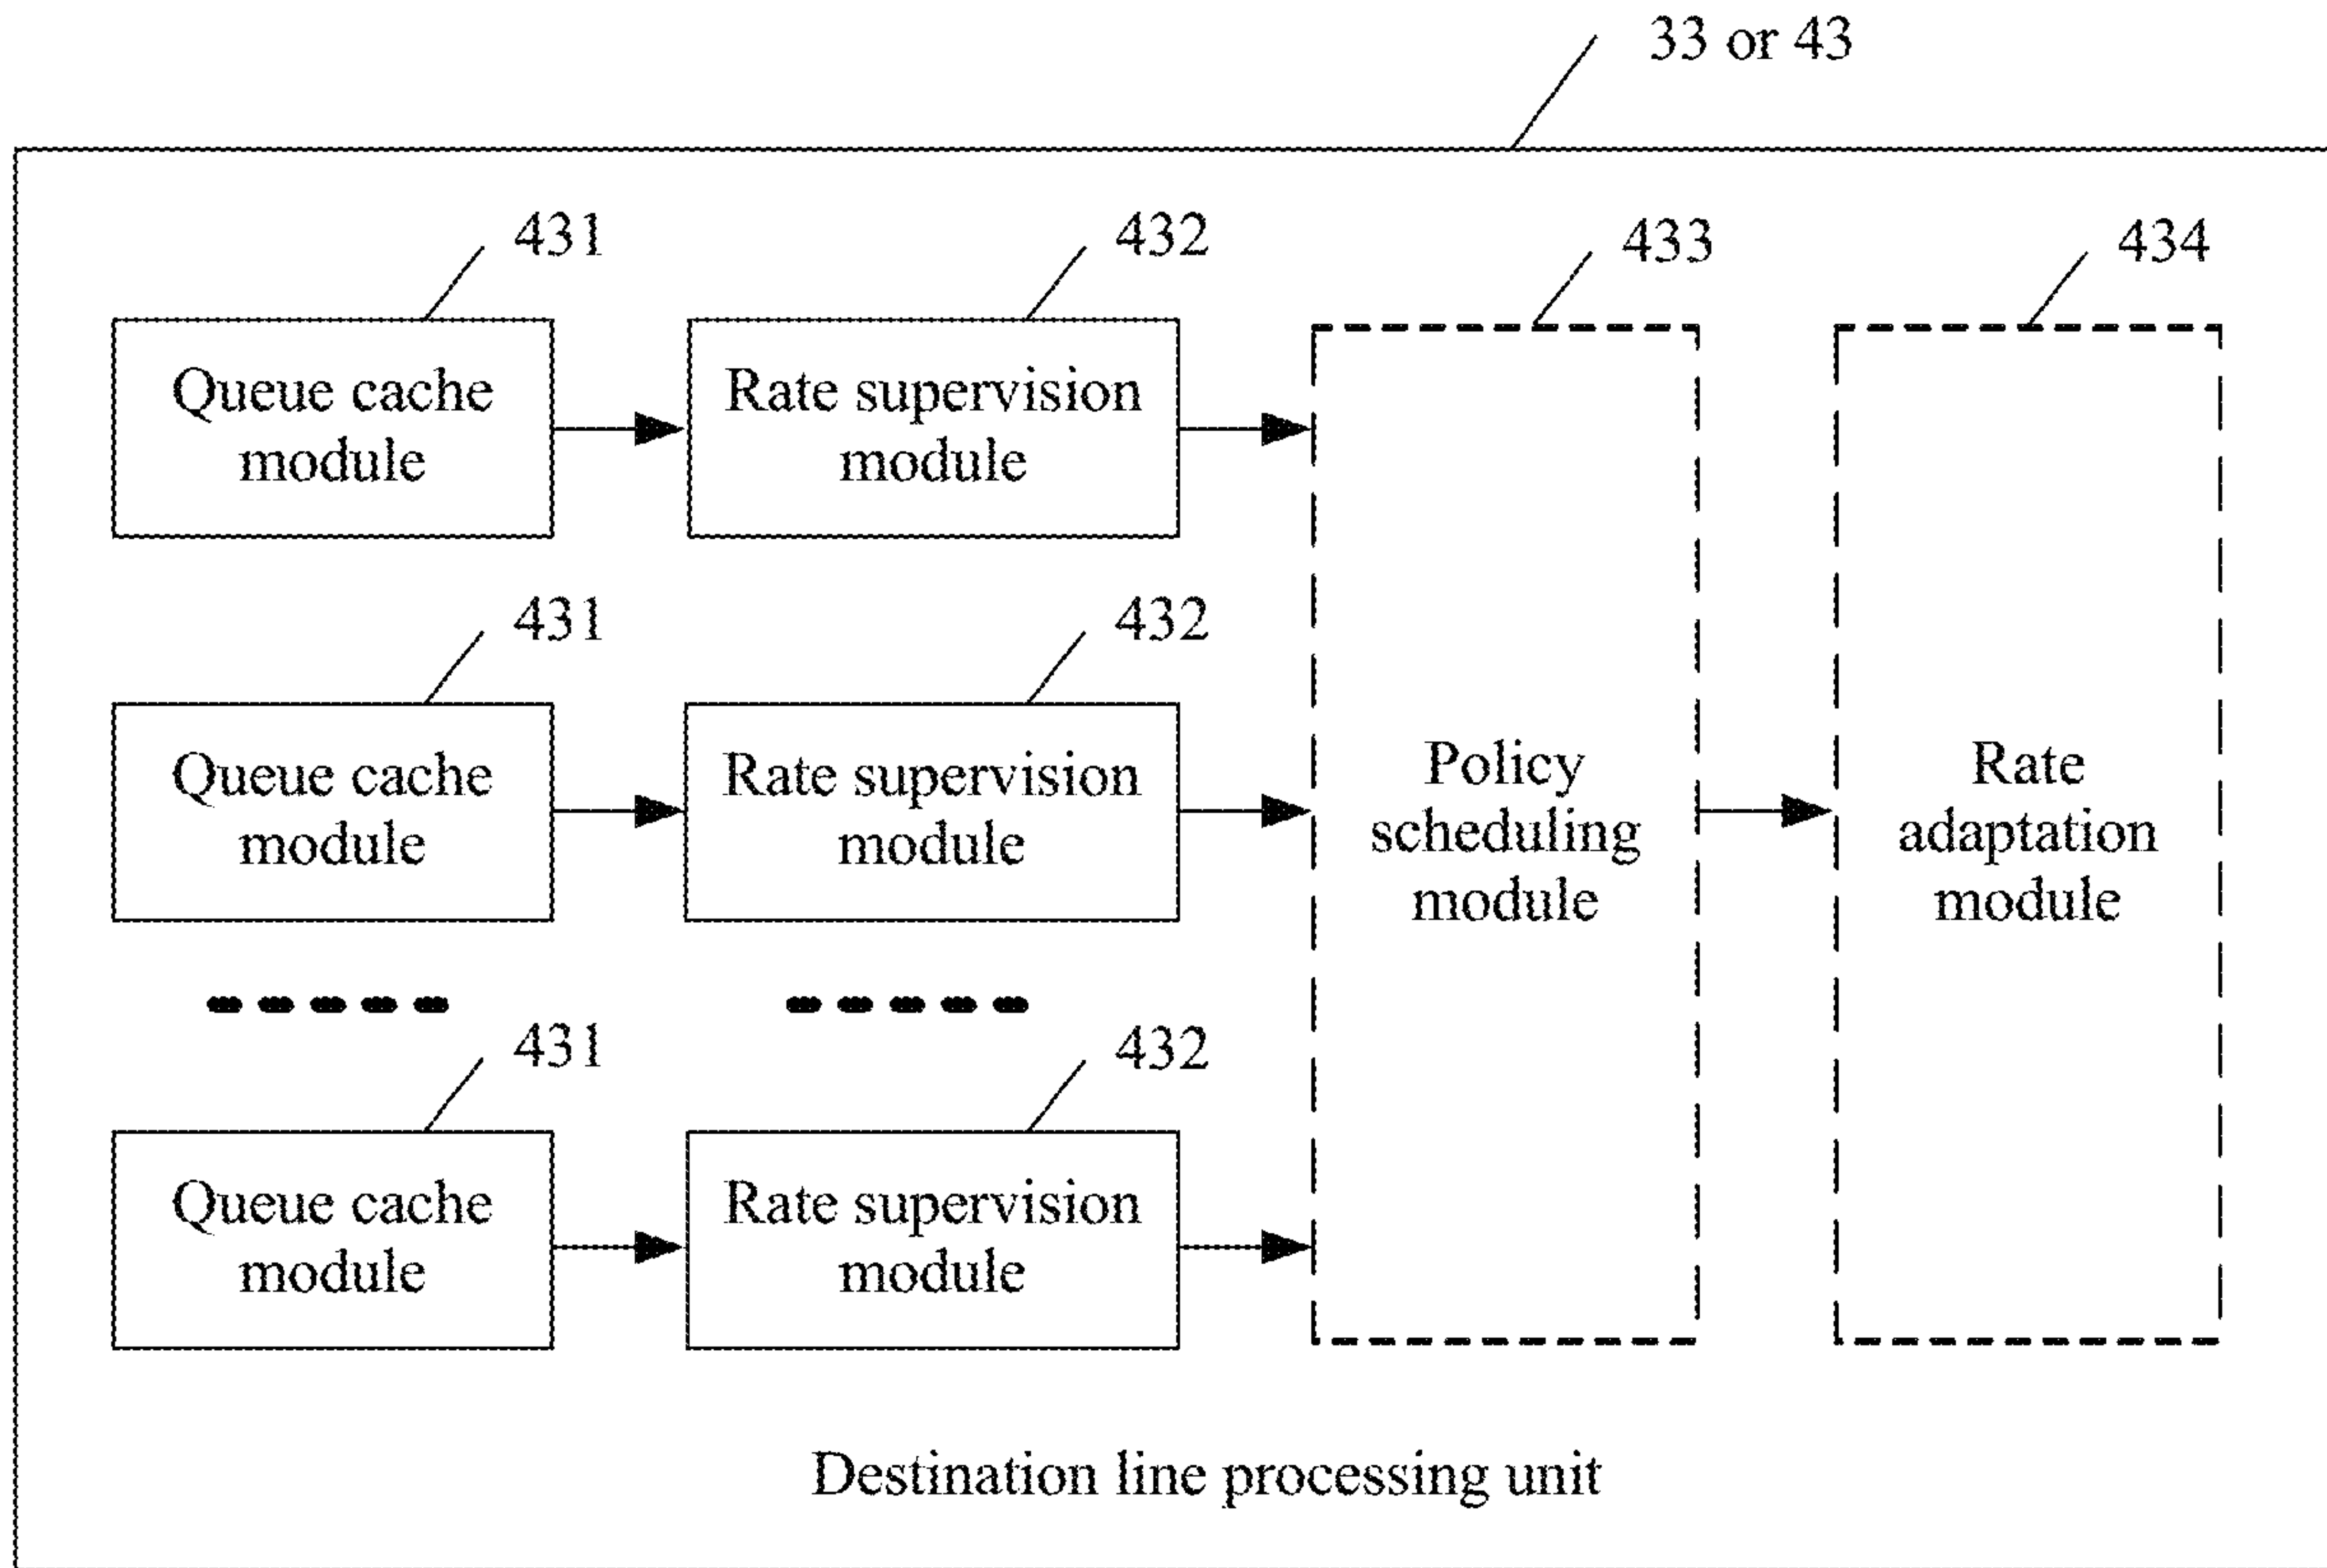 33 or 43
431
432
433
434
Queue cache
module
Rate supervision
module
431
432
Queue cache
module
Rate supervision
module
Policy
scheduling
module
Rate
adaptation
module
431
432
Queue cache
module
Rate supervision
module
Destination line processing unit